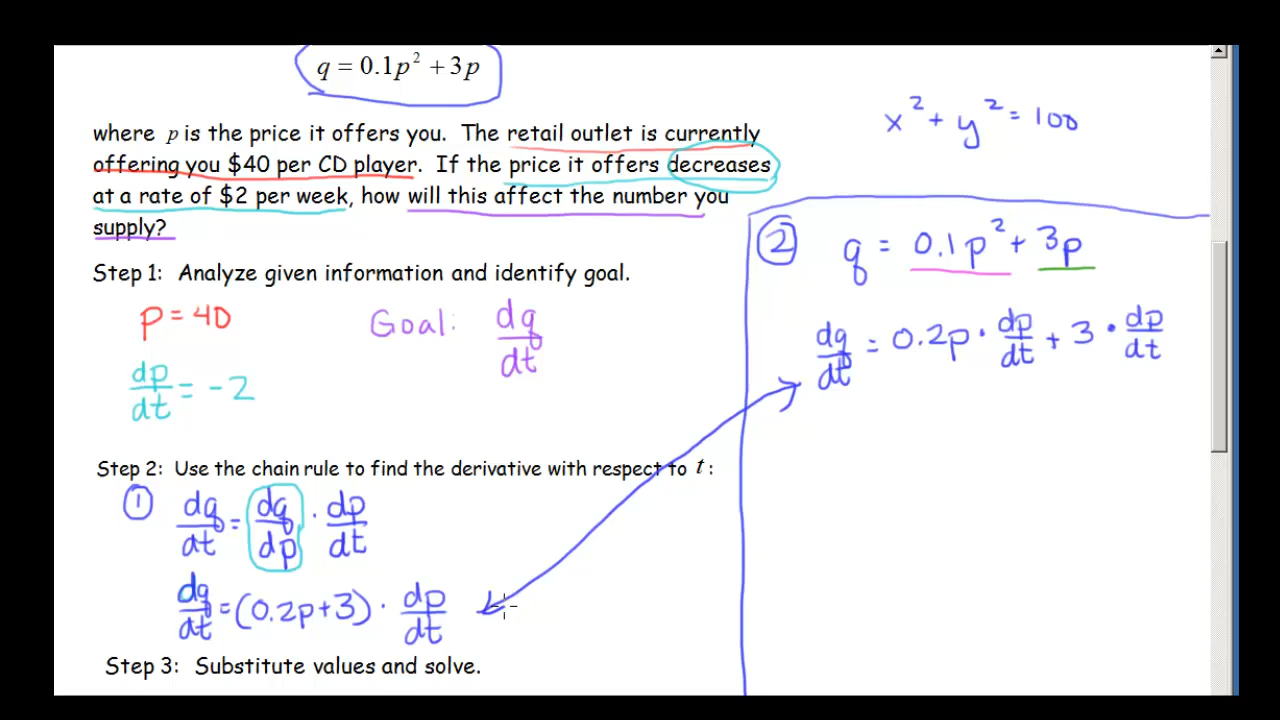 q = 0.1p² + 3p
where p is the price it offers you. The retail outlet is currently
offering you $40 per CD player. If the price it offers decreases
at a rate of $2 per week, how will this affect the number you
supply?
Step 1: Analyze given information and identify goal.
p = 40
Goal: dq/dt
dp/dt = -2
Step 2: Use the chain rule to find the derivative with respect to t:
① dq/dt = dq/dp · dp/dt
dq/dt = (0.2p+3) · dp/dt
Step 3: Substitute values and solve.
x² + y² = 100
② q = 0.1p² + 3p
dq/dt = 0.2p · dp/dt + 3 · dp/dt